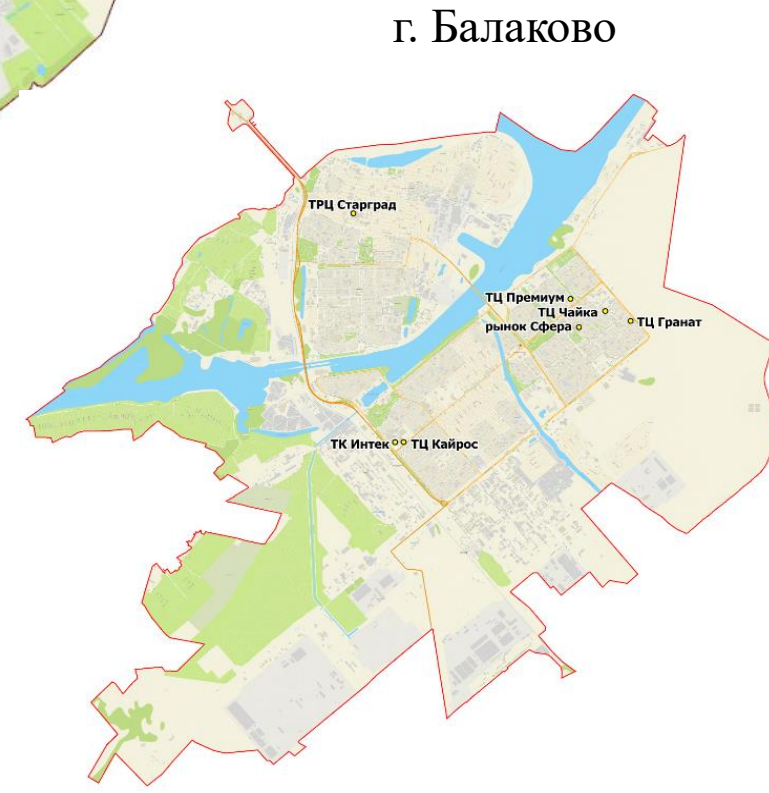 г. Балаково
ТРЦ Старград
ТЦ Премиум
ТЦ Чайка
рынок Сфера
ТЦ Гранат
ТК Интек
ТЦ Кайрос